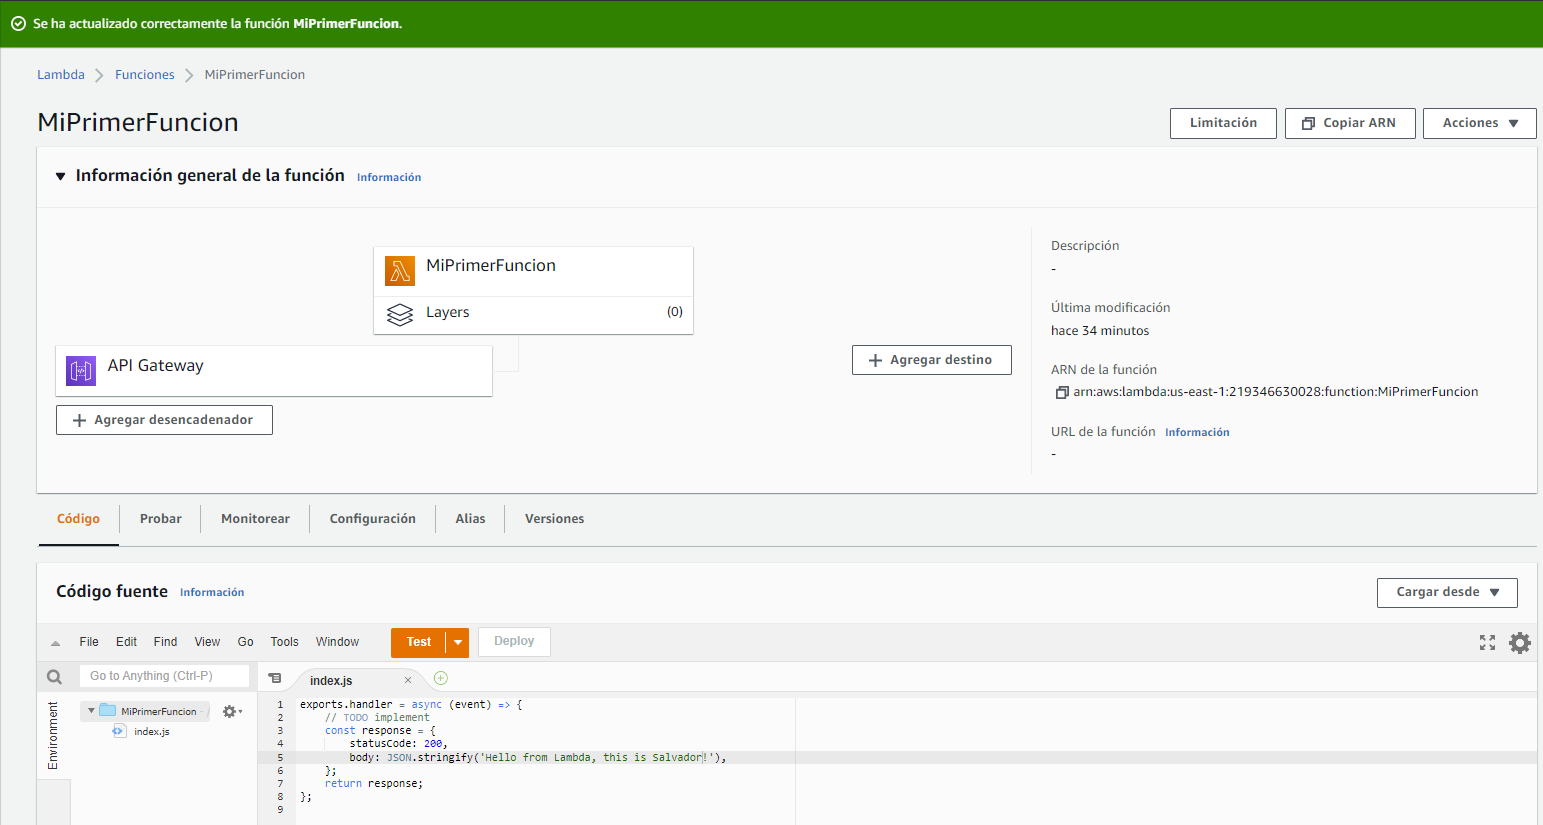 Se ha actualizado correctamente la función MiPrimerFuncion.
Lambda > Funciones > MiPrimerFuncion
MiPrimerFuncion
Limitación
Copiar ARN
Acciones
Información general de la función Información
MiPrimerFuncion
Layers (0)
API Gateway
+ Agregar desencadenador
+ Agregar destino
Descripción
-
Última modificación
hace 34 minutos
ARN de la función
arn:aws:lambda:us-east-1:219346630028:function:MiPrimerFuncion
URL de la función Información
-
Código
Probar
Monitorear
Configuración
Alias
Versiones
Código fuente Información
Cargar desde
File Edit Find View Go Tools Window
Test
Deploy
Go to Anything (Ctrl-P)
Environment
MiPrimerFuncion - /
index.js
index.js ×
1 exports.handler = async (event) => {
2 // TODO implement
3 const response = {
4 statusCode: 200,
5 body: JSON.stringify('Hello from Lambda, this is Salvador!'),
6 };
7 return response;
8 };
9